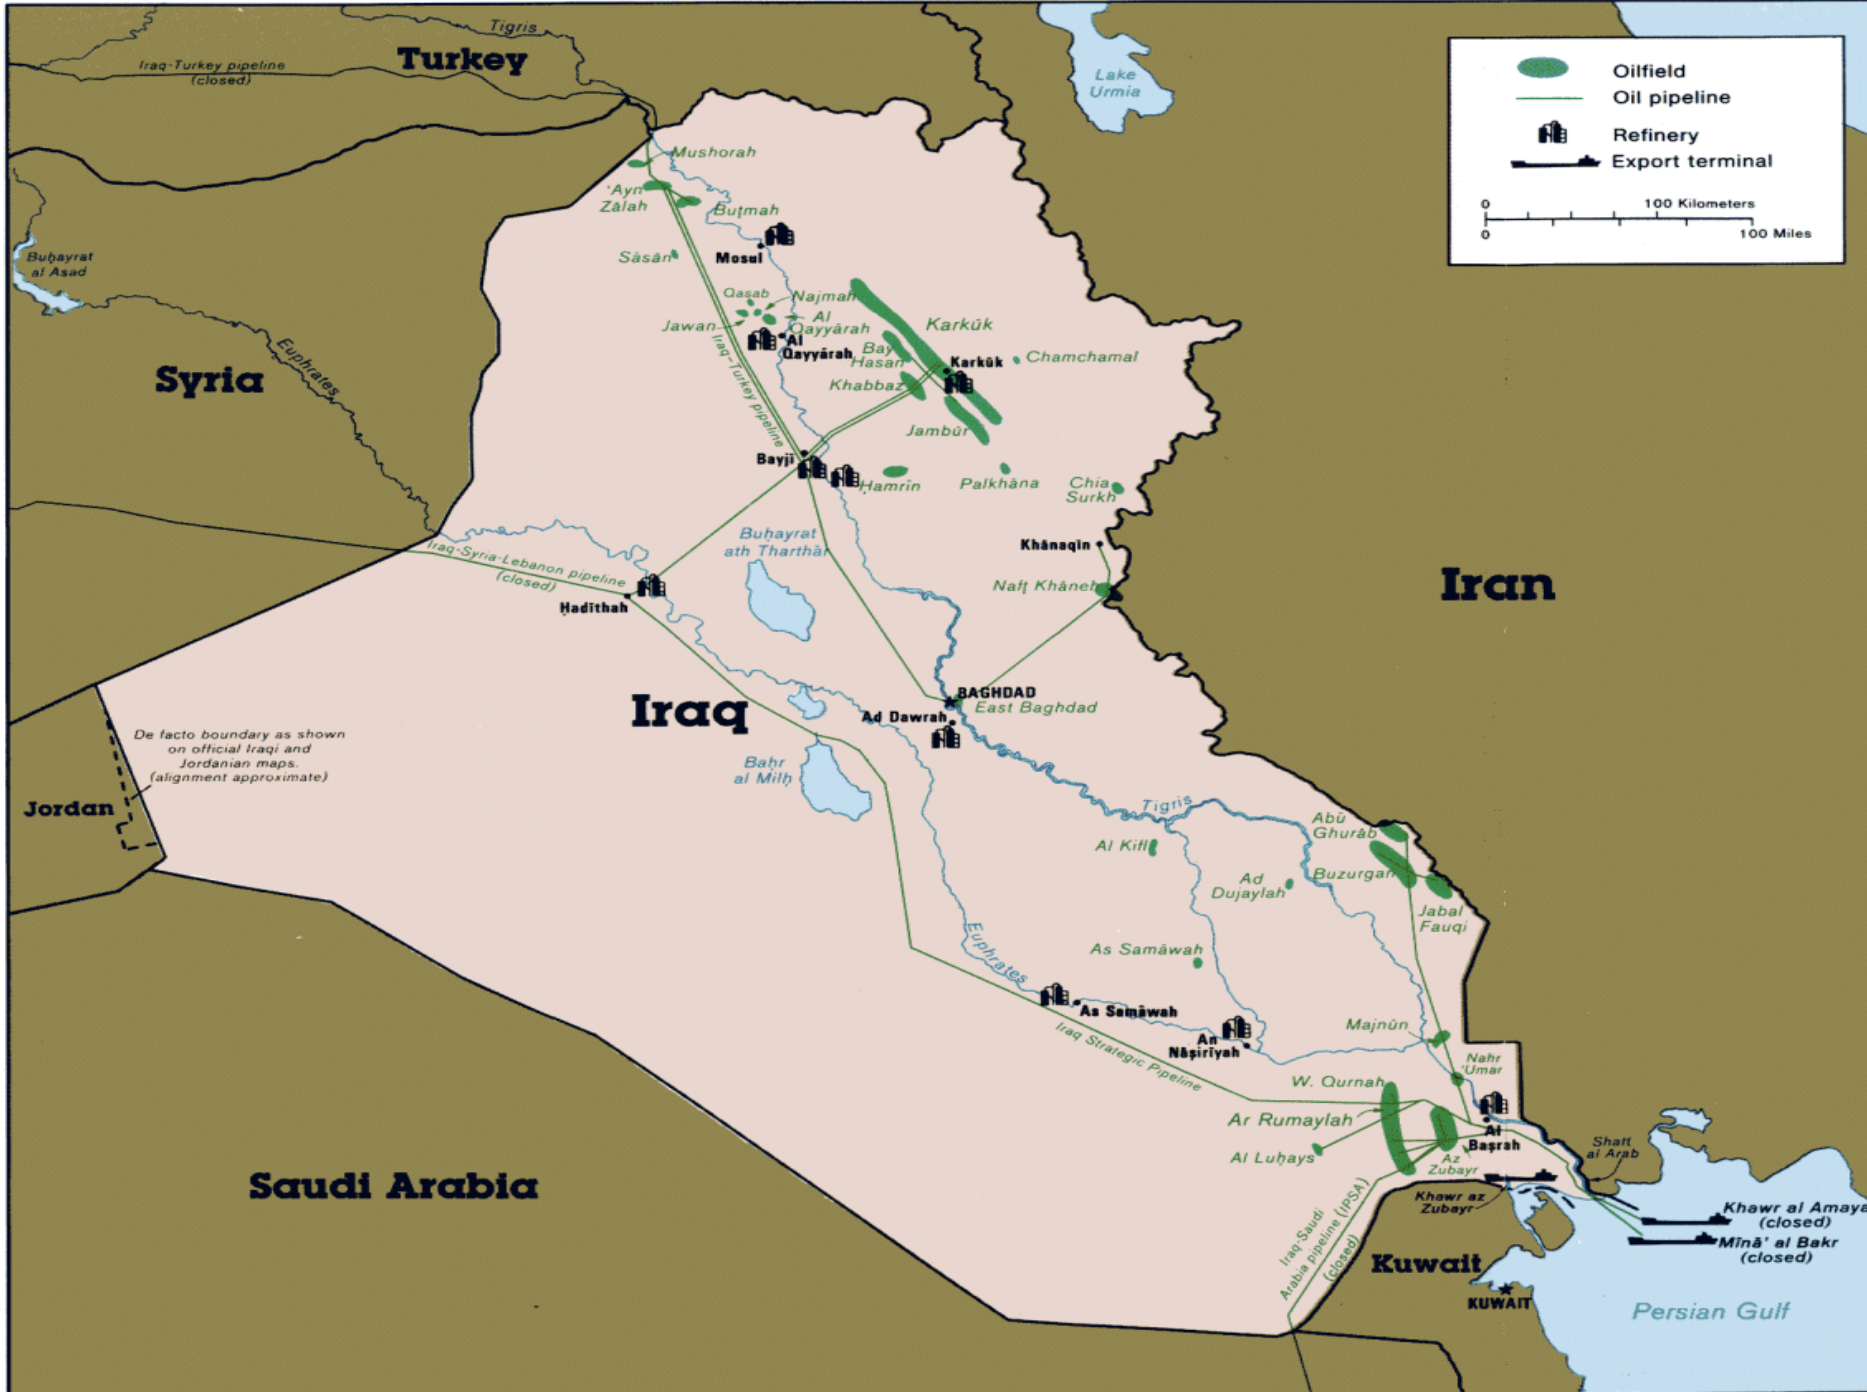 Tigris
Turkey
Iraq-Turkey pipeline
(closed)
Lake
Urmia
Oilfield
Oil pipeline
Refinery
Export terminal
0
100 Kilometers
0
100 Miles
Mushorah
'Ayn
Zālah
Buṭmah
Buḥayrat
al Asad
Sāsān
Mosul
Qasab
Najmah
Jawan
Al
Qayyārah
Al
Qayyārah
Iraq-Turkey pipeline
Karkūk
Bay
Hasan
Karkūk
Chamchamal
Khabbaz
Jambūr
Syria
Euphrates
Bayjī
Ḥamrīn
Palkhāna
Chia
Surkh
Buḥayrat
ath Tharthār
Khānaqīn
Iraq-Syria-Lebanon pipeline
(closed)
Ḥadīthah
Nafṭ Khāneh
Iran
Iraq
BAGHDAD
East Baghdad
Ad Dawrah
De facto boundary as shown
on official Iraqi and
Jordanian maps.
(alignment approximate)
Baḥr
al Milḥ
Jordan
Tigris
Abū
Ghurāb
Al Kifl
Ad
Dujaylah
Buzurgan
Jabal
Fauqi
As Samāwah
Euphrates
As Samāwah
An
Nāṣirīyah
Majnūn
Iraq Strategic Pipeline
Nahr
'Umar
W. Qurnah
Ar Rumaylah
Al Luḥays
Az
Zubayr
Al
Baṣrah
Shatt
al Arab
Saudi Arabia
Khawr az
Zubayr
Khawr al Amaya
(closed)
Mīnā' al Bakr
(closed)
Iraq-Saudi
Arabia pipeline (IPSA)
(closed)
Kuwait
KUWAIT
Persian Gulf